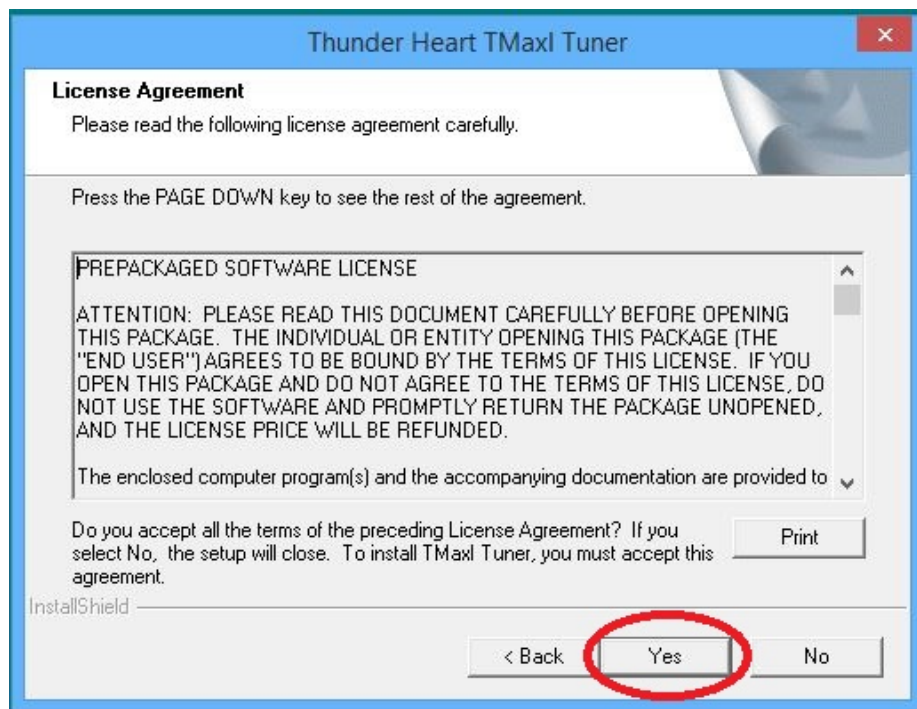 Thunder Heart TMaxI Tuner
License Agreement
Please read the following license agreement carefully.
Press the PAGE DOWN key to see the rest of the agreement.
PREPACKAGED SOFTWARE LICENSE
ATTENTION:  PLEASE READ THIS DOCUMENT CAREFULLY BEFORE OPENING
THIS PACKAGE.  THE INDIVIDUAL OR ENTITY OPENING THIS PACKAGE (THE
"END USER") AGREES TO BE BOUND BY THE TERMS OF THIS LICENSE.  IF YOU
OPEN THIS PACKAGE AND DO NOT AGREE TO THE TERMS OF THIS LICENSE, DO
NOT USE THE SOFTWARE AND PROMPTLY RETURN THE PACKAGE UNOPENED,
AND THE LICENSE PRICE WILL BE REFUNDED.
The enclosed computer program(s) and the accompanying documentation are provided to
Do you accept all the terms of the preceding License Agreement?  If you
select No,  the setup will close.  To install TMaxI Tuner, you must accept this
agreement.
Print
InstallShield
< Back
Yes
No